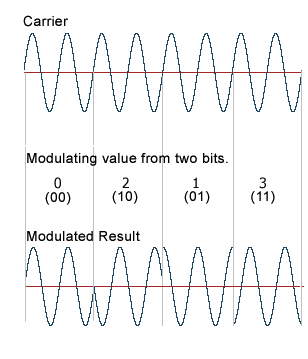 Carrier
Modulating value from two bits.
0 2 1 3
(00) (10) (01) (11)
Modulated Result